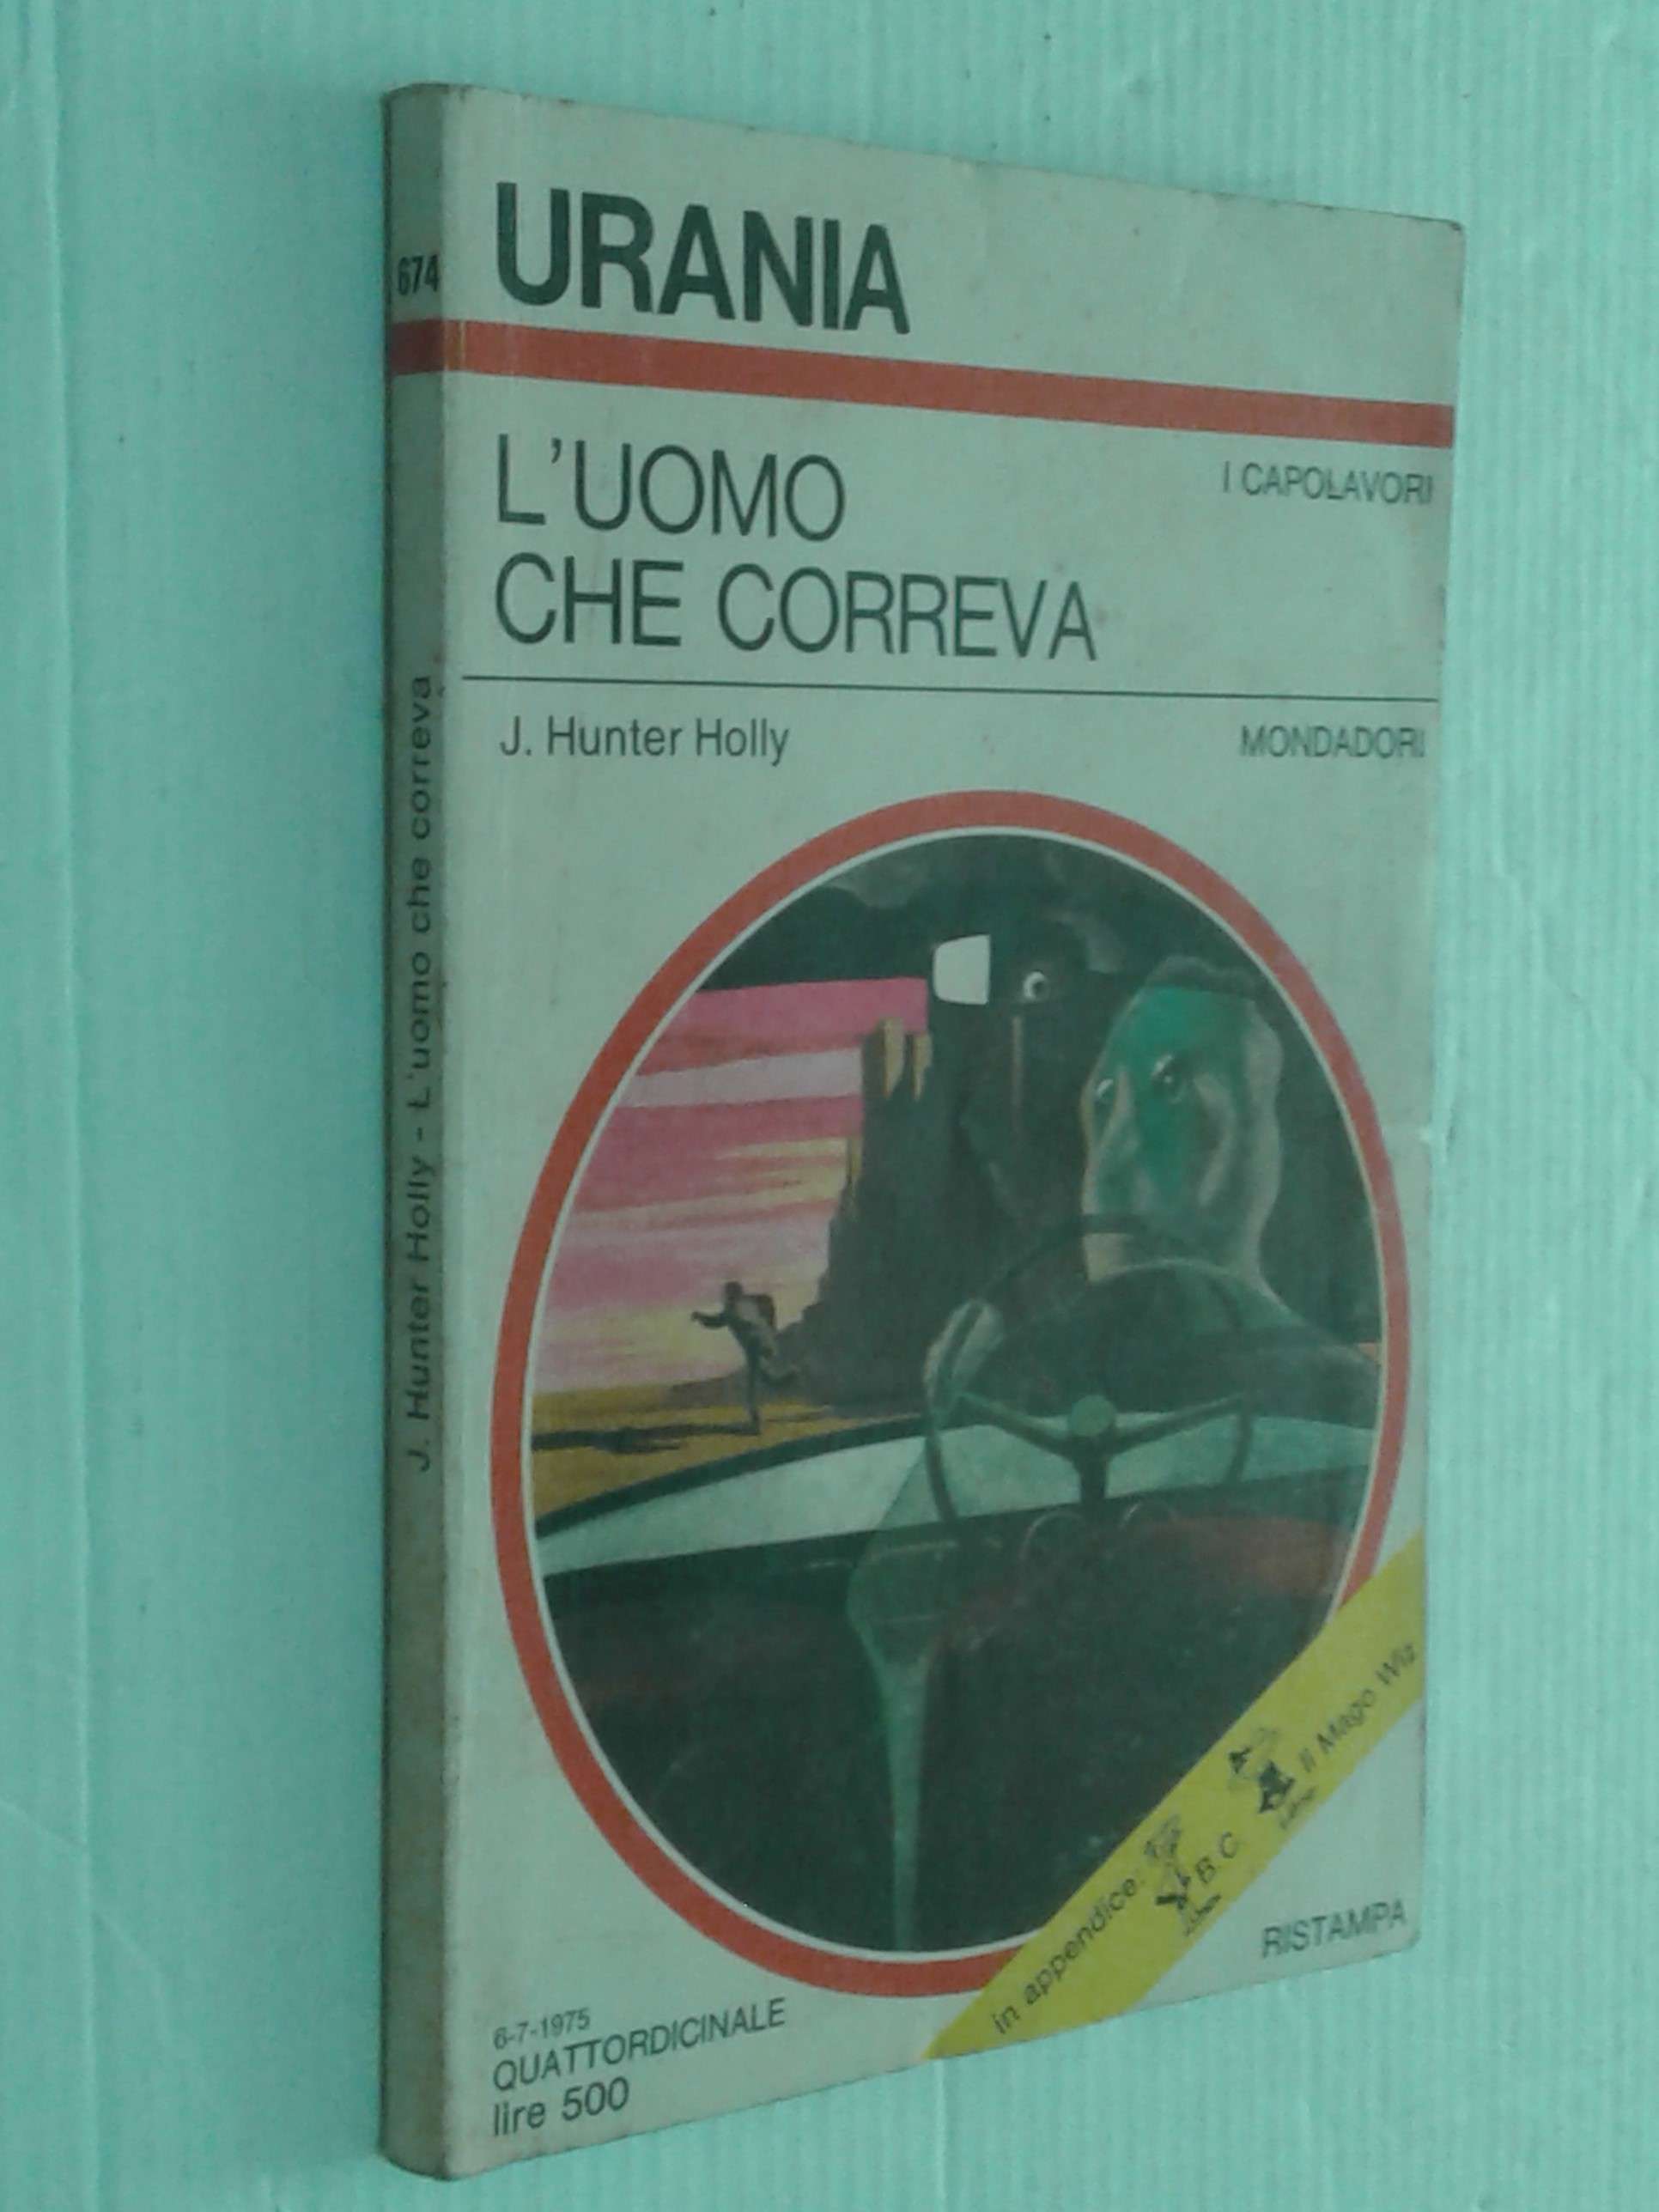 674
J. Hunter Holly - L'uomo che correva
URANIA
L'UOMO
CHE CORREVA
I CAPOLAVORI
J. Hunter Holly
MONDADORI
in appendice: B.C. Il Mago Wiz
RISTAMPA
6-7-1975
QUATTORDICINALE
lire 500